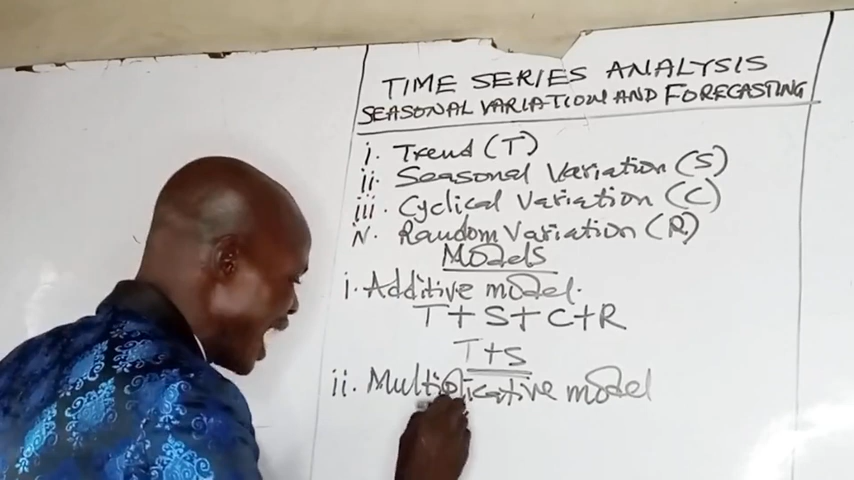 TIME SERIES ANALYSIS
SEASONAL VARIATION AND FORECASTING
i. Trend (T)
ii. Seasonal Variation (S)
iii. Cyclical Variation (C)
iv. Random Variation (R)
Models
i. Additive model.
T+S+C+R
T+S
ii. Multiplicative model